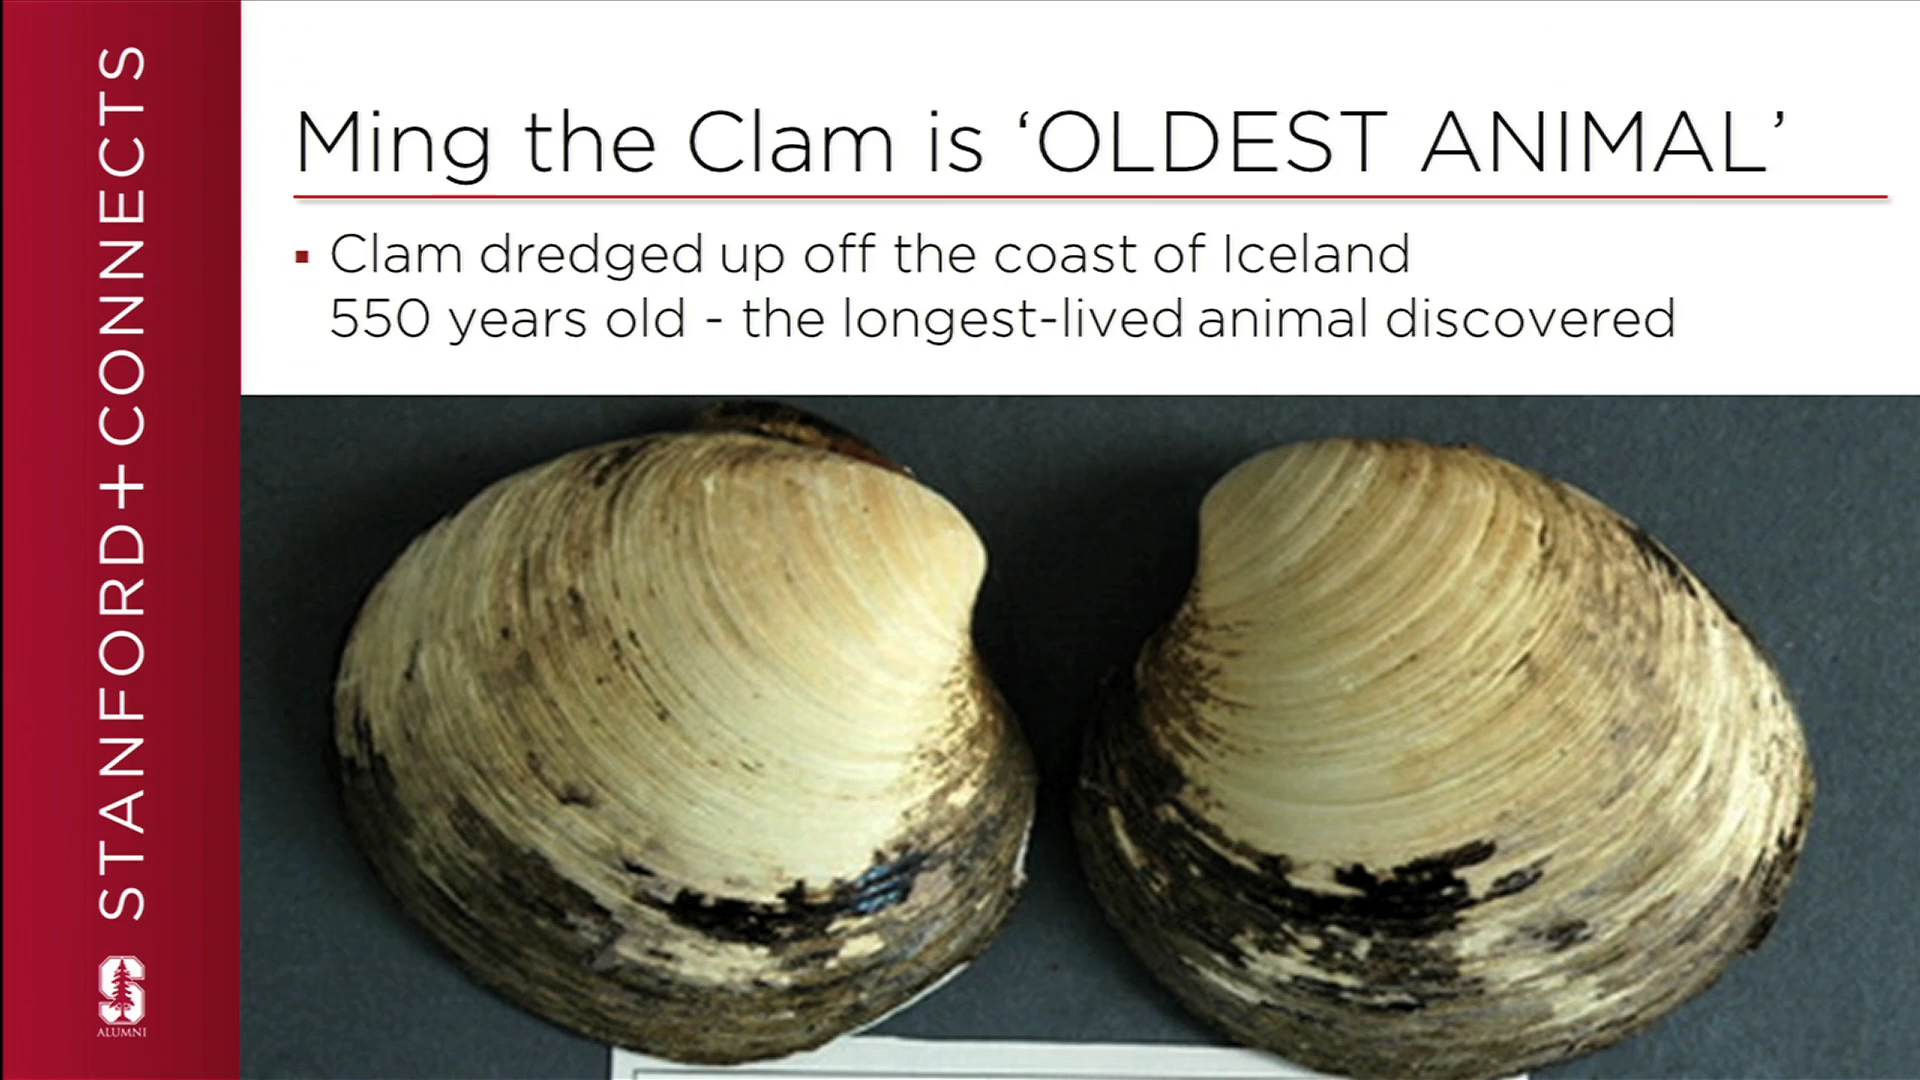 STANFORD+CONNECTS
ALUMNI
Ming the Clam is ‘OLDEST ANIMAL’
Clam dredged up off the coast of Iceland
550 years old - the longest-lived animal discovered